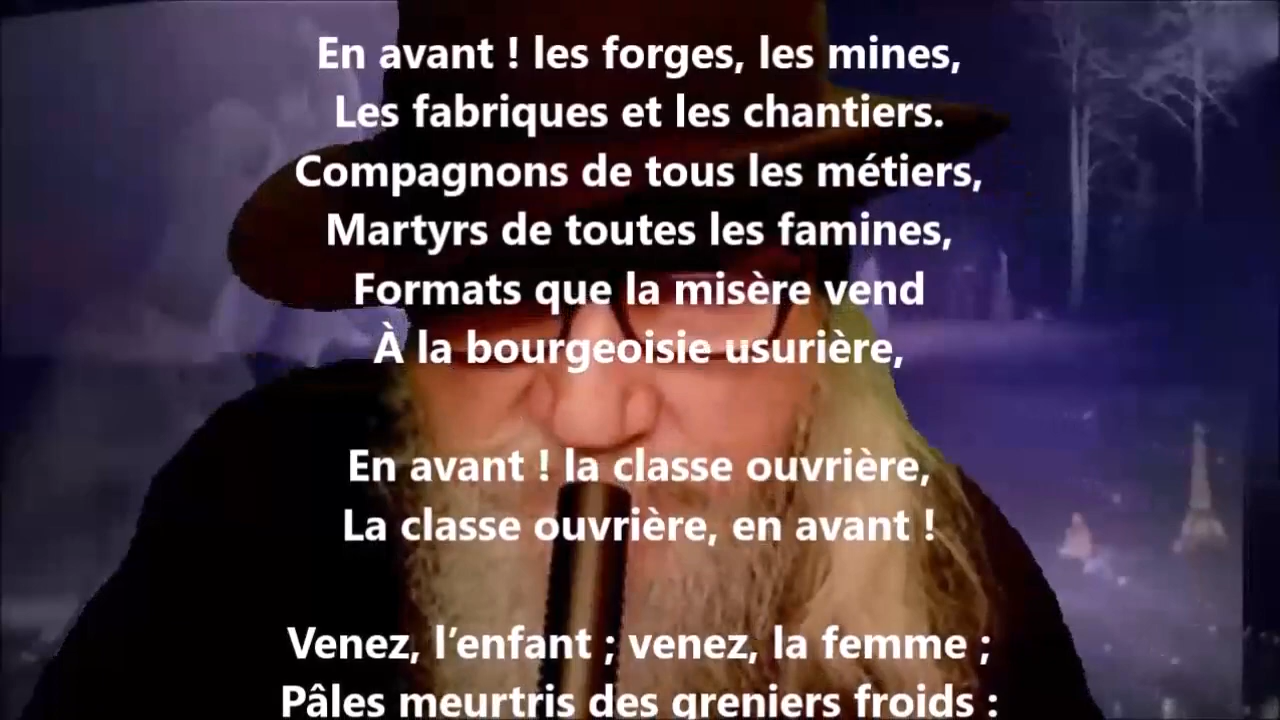 En avant ! les forges, les mines,
Les fabriques et les chantiers.
Compagnons de tous les métiers,
Martyrs de toutes les famines,
Formats que la misère vend
À la bourgeoisie usurière,
En avant ! la classe ouvrière,
La classe ouvrière, en avant !
Venez, l’enfant ; venez, la femme ;
Pâles meurtris des greniers froids :